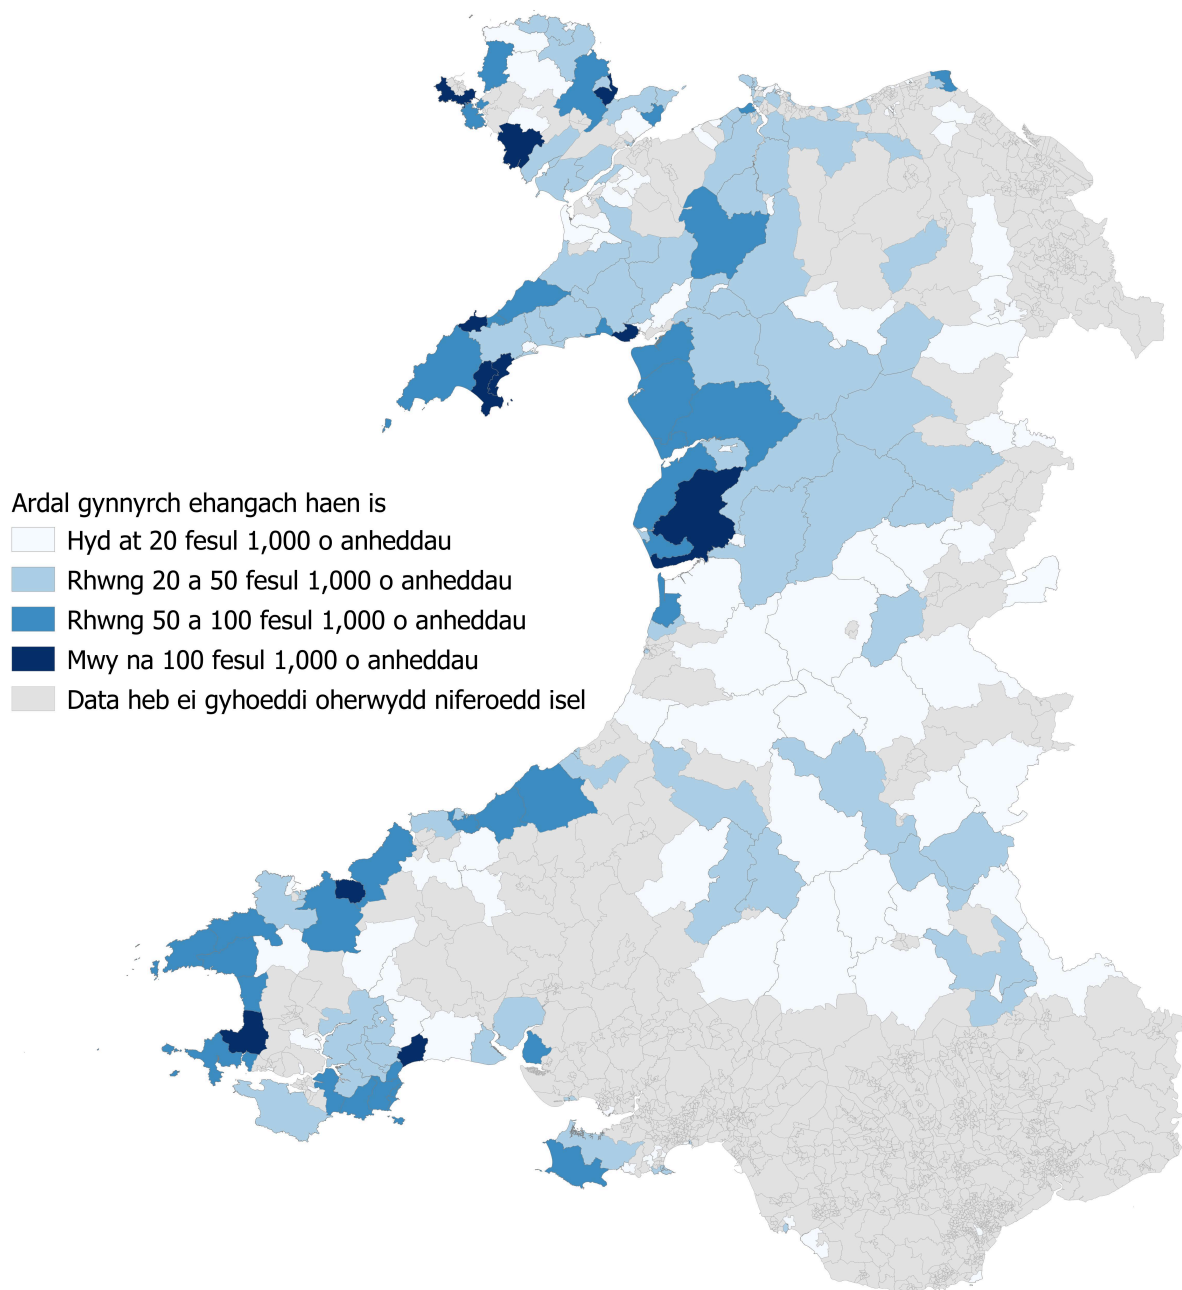 Ardal gynnyrch ehangach haen is
Hyd at 20 fesul 1,000 o anheddau
Rhwng 20 a 50 fesul 1,000 o anheddau
Rhwng 50 a 100 fesul 1,000 o anheddau
Mwy na 100 fesul 1,000 o anheddau
Data heb ei gyhoeddi oherwydd niferoedd isel